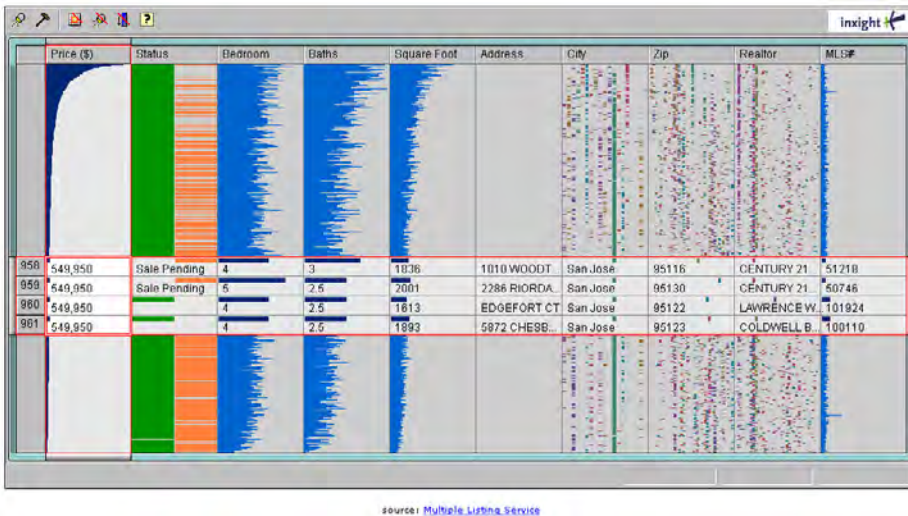 inxight
Price ($) Status Bedroom Baths Square Foot Address City Zip Realtor MLS#
958 549,950 Sale Pending 4 3 1836 1010 WOODT San Jose 95116 CENTURY 21 51218
959 549,950 Sale Pending 5 2.5 2001 2286 RIORDA... San Jose 95130 CENTURY 21... 50746
960 549,950 4 2.5 1613 EDGEFORT CT San Jose 95122 LAWRENCE W... 101924
961 549,950 4 2.5 1893 5872 CHESB... San Jose 95123 COLDWELL B... 100110
source: Multiple Listing Service